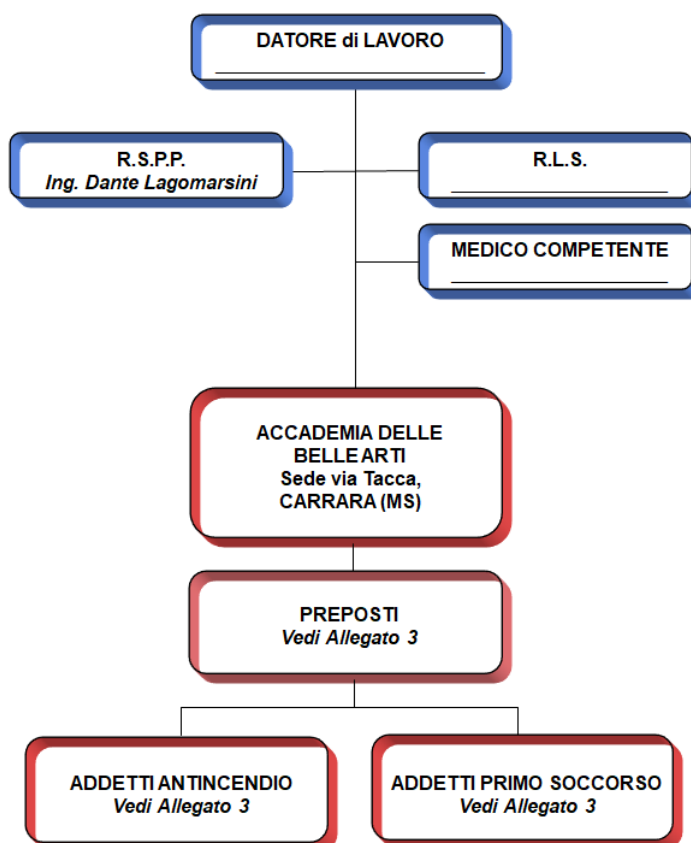 DATORE di LAVORO
R.S.P.P.
Ing. Dante Lagomarsini
R.L.S.
MEDICO COMPETENTE
ACCADEMIA DELLE
BELLE ARTI
Sede via Tacca,
CARRARA (MS)
PREPOSTI
Vedi Allegato 3
ADDETTI ANTINCENDIO
Vedi Allegato 3
ADDETTI PRIMO SOCCORSO
Vedi Allegato 3